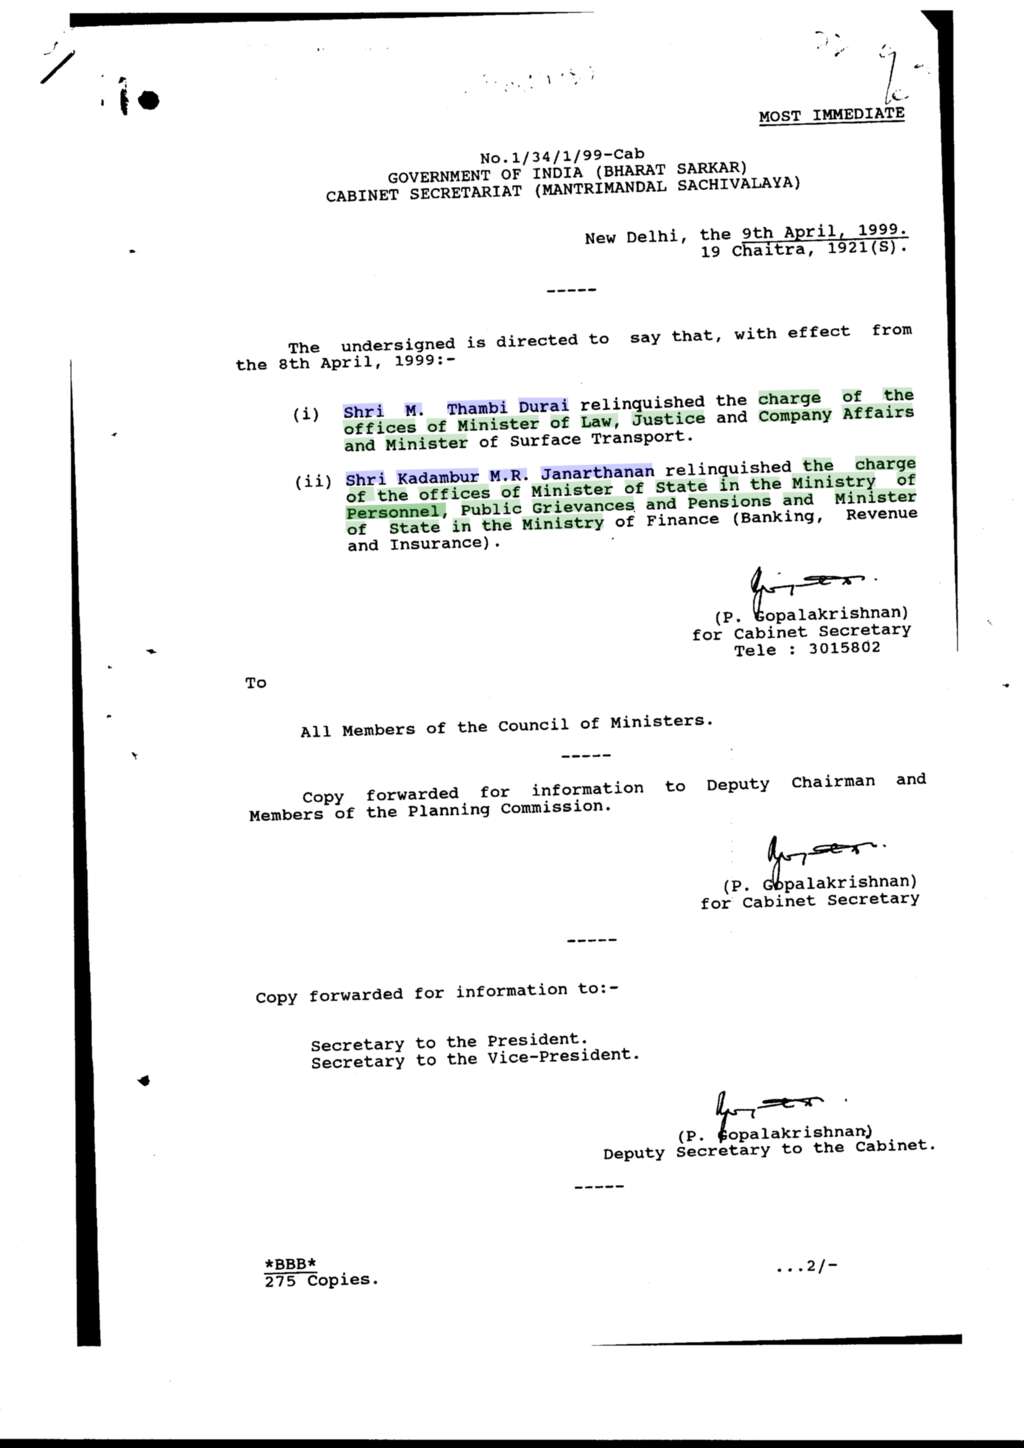 MOST IMMEDIATE
No.1/34/1/99-Cab
GOVERNMENT OF INDIA (BHARAT SARKAR)
CABINET SECRETARIAT (MANTRIMANDAL SACHIVALAYA)
New Delhi, the 9th April, 1999.
19 Chaitra, 1921(S).
-----
The undersigned is directed to say that, with effect from
the 8th April, 1999:-
(i) Shri M. Thambi Durai relinquished the charge of the
offices of Minister of Law, Justice and Company Affairs
and Minister of Surface Transport.
(ii) Shri Kadambur M.R. Janarthanan relinquished the charge
of the offices of Minister of State in the Ministry of
Personnel, Public Grievances and Pensions and Minister
of State in the Ministry of Finance (Banking, Revenue
and Insurance).
(P. Gopalakrishnan)
for Cabinet Secretary
Tele : 3015802
To
All Members of the Council of Ministers.
-----
Copy forwarded for information to Deputy Chairman and
Members of the Planning Commission.
(P. Gopalakrishnan)
for Cabinet Secretary
-----
Copy forwarded for information to:-
Secretary to the President.
Secretary to the Vice-President.
(P. Gopalakrishnan)
Deputy Secretary to the Cabinet.
-----
*BBB*
275 Copies.
...2/-